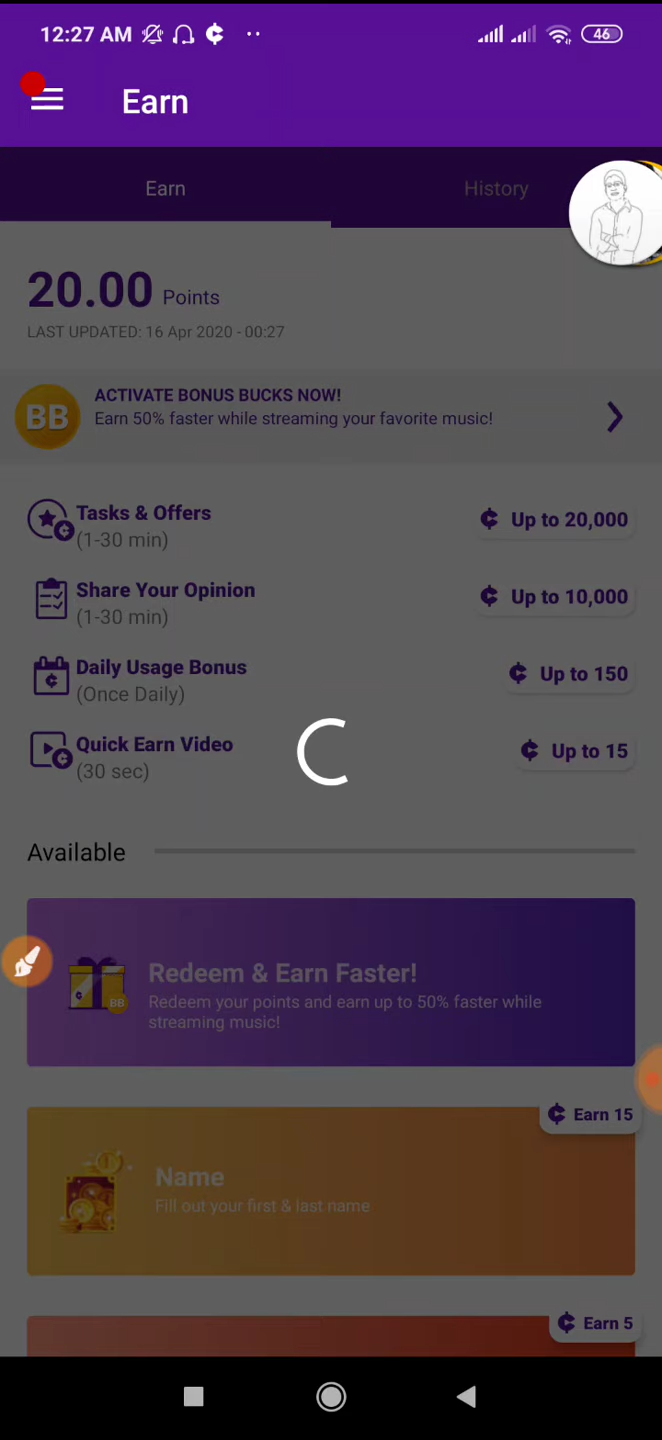 12:27 AM
46
Earn
Earn
History
20.00 Points
LAST UPDATED: 16 Apr 2020 - 00:27
BB
ACTIVATE BONUS BUCKS NOW!
Earn 50% faster while streaming your favorite music!
Tasks & Offers
(1-30 min)
Up to 20,000
Share Your Opinion
(1-30 min)
Up to 10,000
Daily Usage Bonus
(Once Daily)
Up to 150
Quick Earn Video
(30 sec)
Up to 15
Available
BB
Redeem & Earn Faster!
Redeem your points and earn up to 50% faster while
streaming music!
Earn 15
Name
Fill out your first & last name
Earn 5